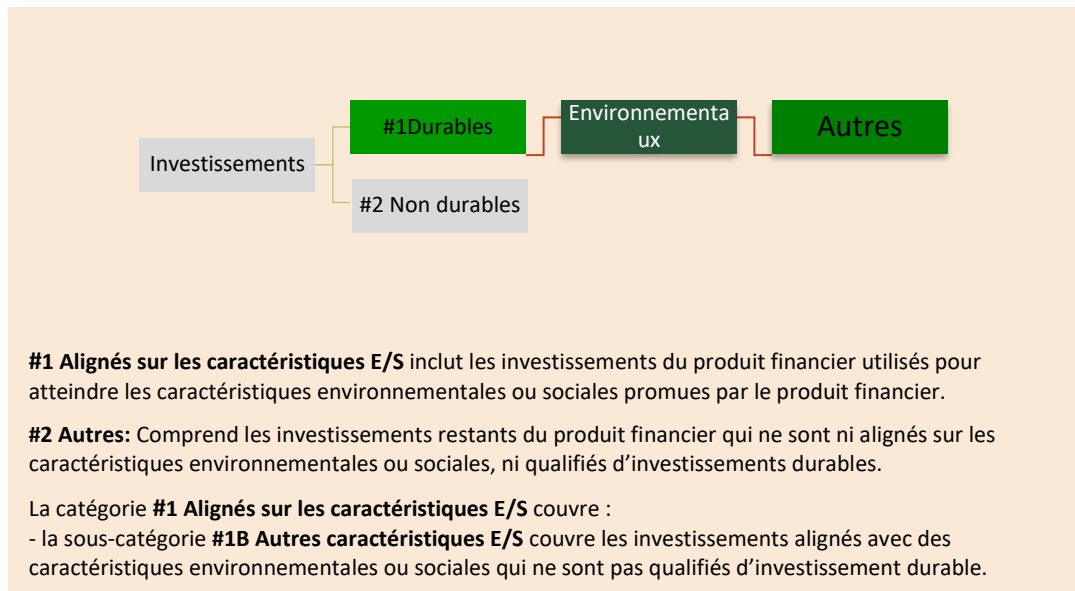 #1Durables
Environnementa
ux
Autres
Investissements
#2 Non durables
#1 Alignés sur les caractéristiques E/S inclut les investissements du produit financier utilisés pour
atteindre les caractéristiques environnementales ou sociales promues par le produit financier.
#2 Autres: Comprend les investissements restants du produit financier qui ne sont ni alignés sur les
caractéristiques environnementales ou sociales, ni qualifiés d’investissements durables.
La catégorie #1 Alignés sur les caractéristiques E/S couvre :
- la sous-catégorie #1B Autres caractéristiques E/S couvre les investissements alignés avec des
caractéristiques environnementales ou sociales qui ne sont pas qualifiés d’investissement durable.